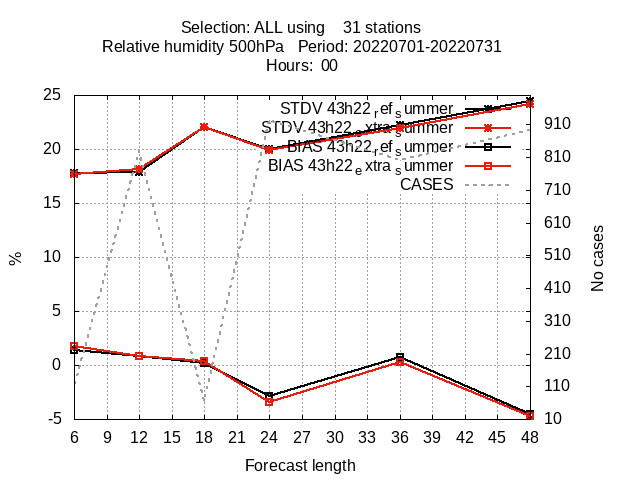 Selection: ALL using 31 stations
Relative humidity 500hPa Period: 20220701-20220731
Hours: 00
STDV 43h22_ref_summer
STDV 43h22_extra_summer
BIAS 43h22_ref_summer
BIAS 43h22_extra_summer
CASES
25
20
15
10
5
0
-5
%
910
810
710
610
510
410
310
210
110
10
No cases
6 9 12 15 18 21 24 27 30 33 36 39 42 45 48
Forecast length